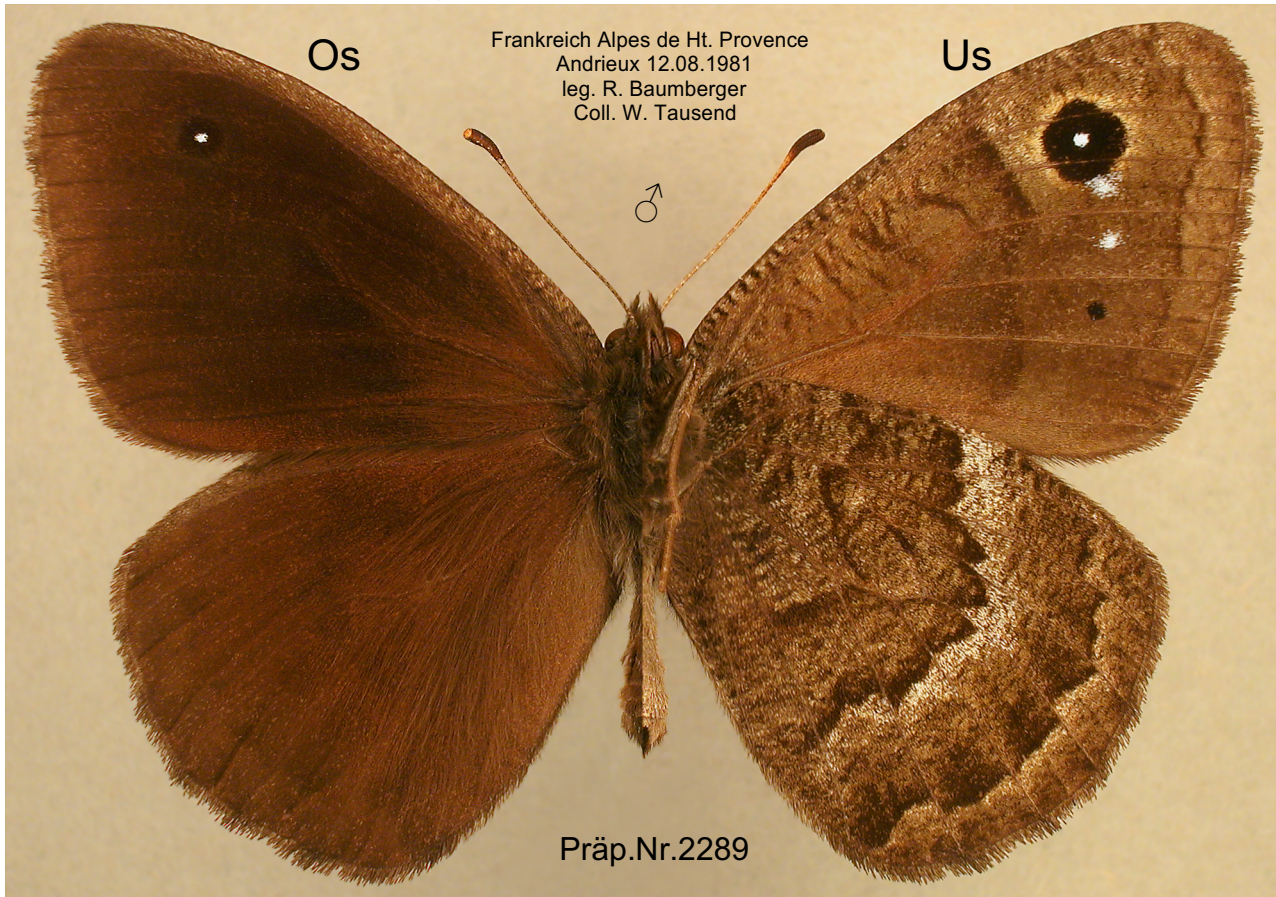 Os
Frankreich Alpes de Ht. Provence
Andrieux 12.08.1981
leg. R. Baumberger
Coll. W. Tausend
Us
♂
Präp.Nr.2289